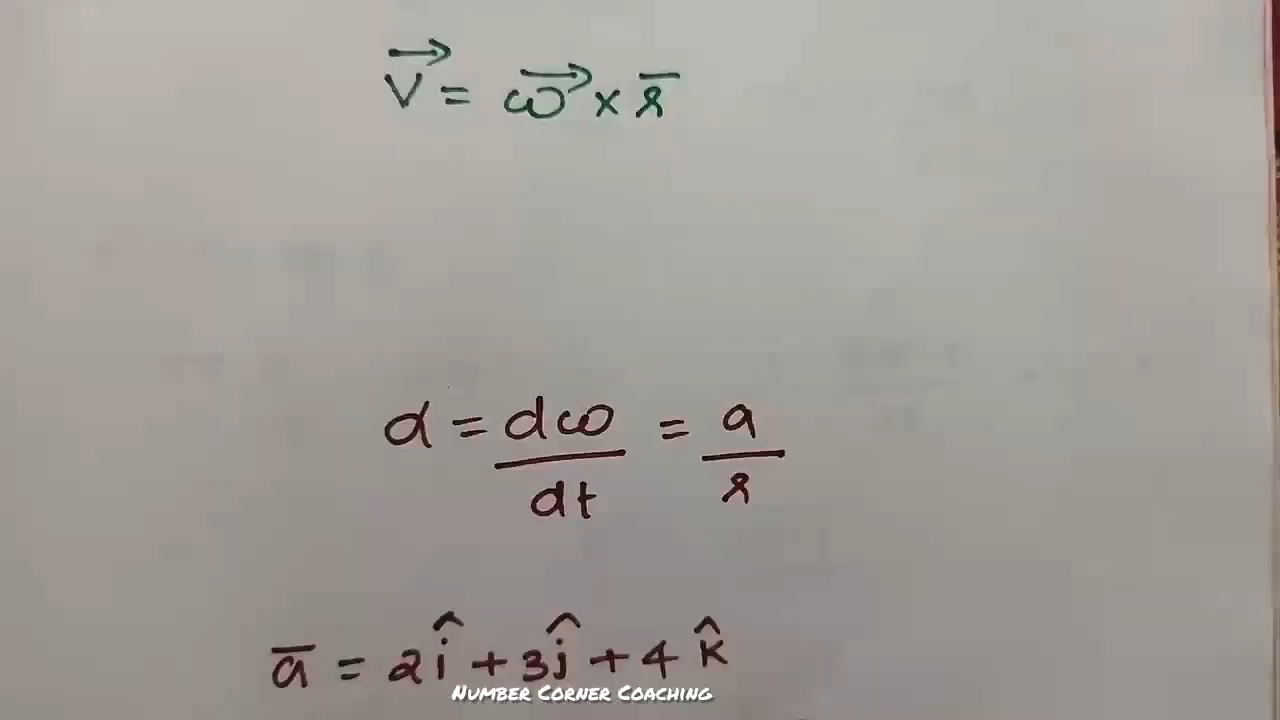 V⃗ = ω⃗ × r̄
α = dω/dt = a/r
ā = 2î + 3ĵ + 4k̂
Number Corner Coaching